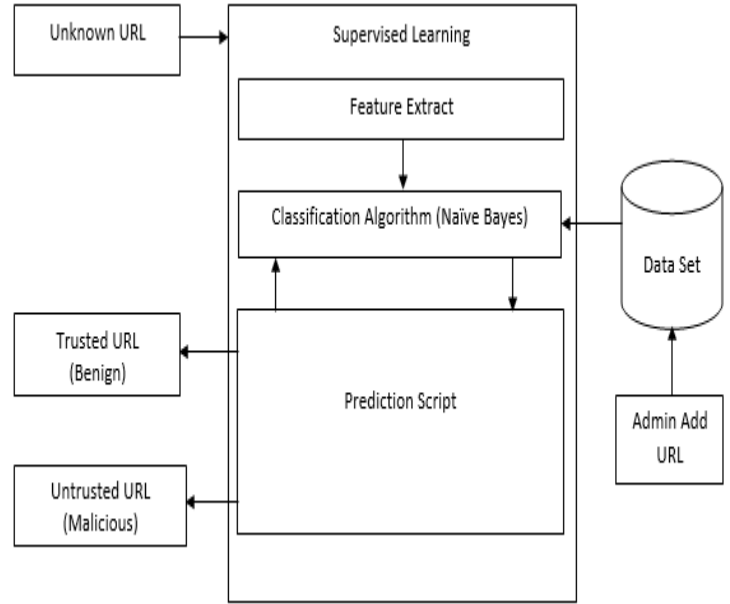 Unknown URL
Supervised Learning
Feature Extract
Classification Algorithm (Naïve Bayes)
Data Set
Trusted URL
(Benign)
Prediction Script
Admin Add
URL
Untrusted URL
(Malicious)